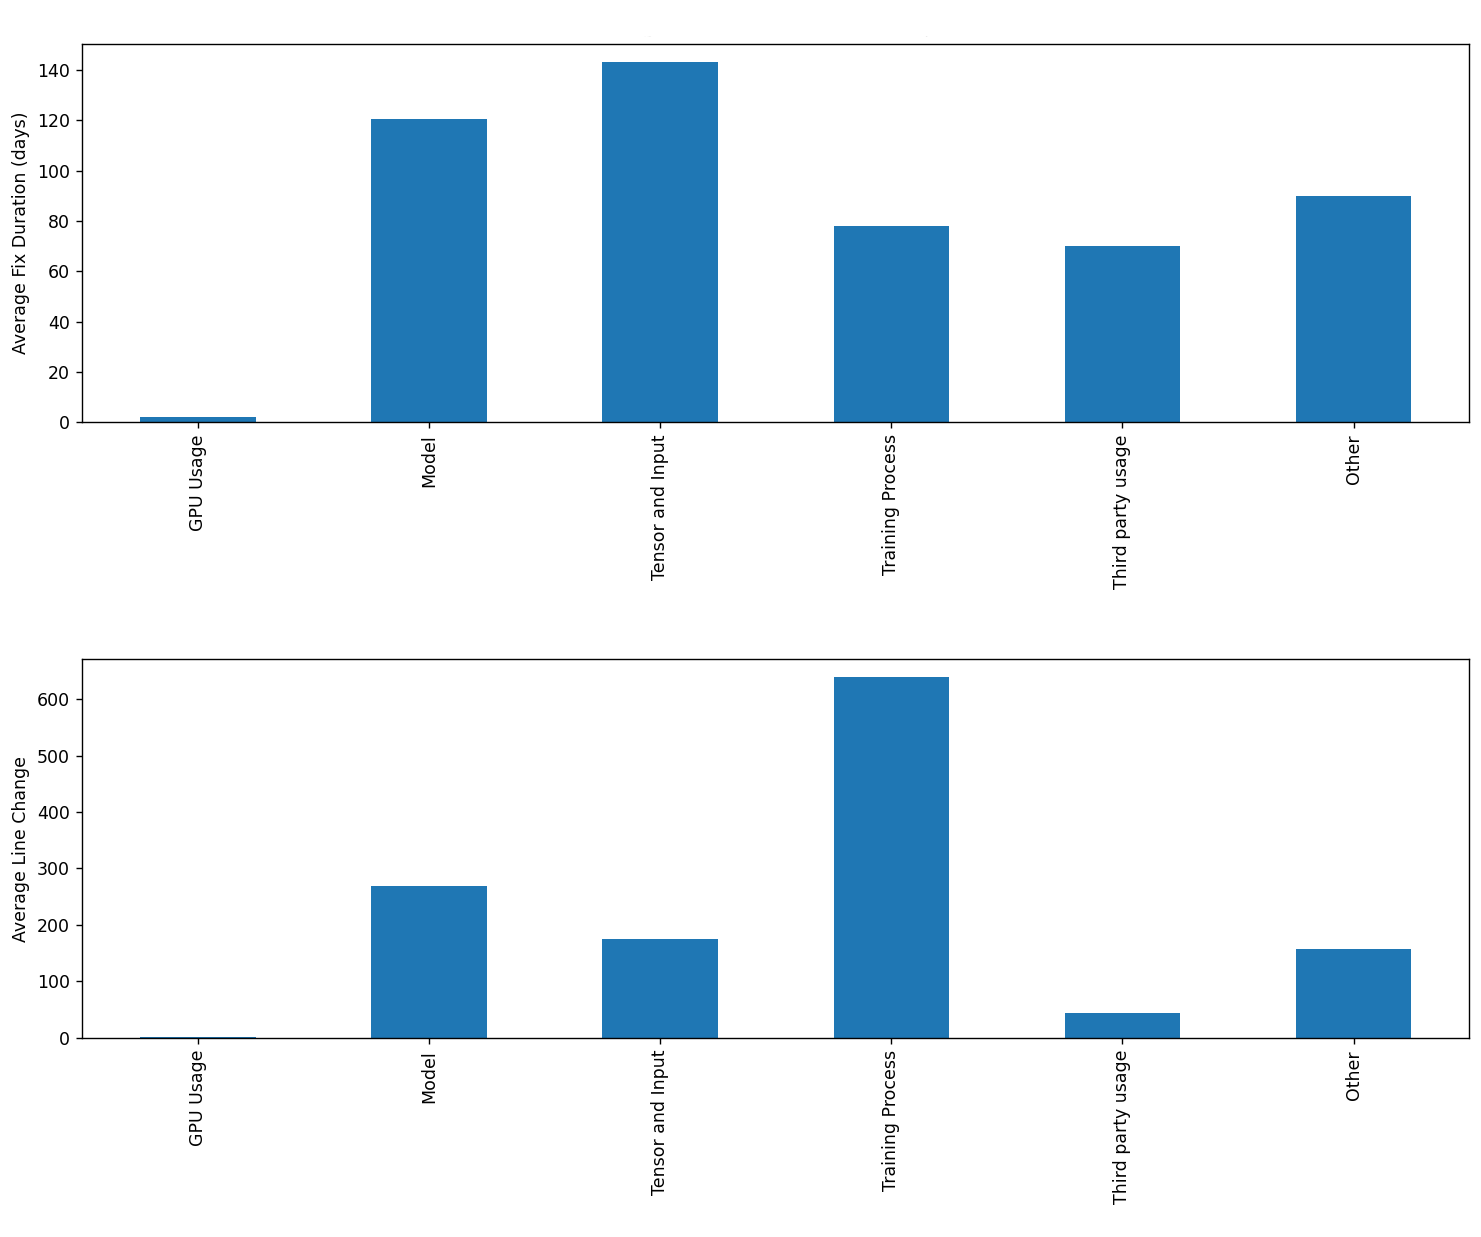 Average Fix Duration (days)
140
120
100
80
60
40
20
0
GPU Usage
Model
Tensor and Input
Training Process
Third party usage
Other
Average Line Change
600
500
400
300
200
100
0
GPU Usage
Model
Tensor and Input
Training Process
Third party usage
Other